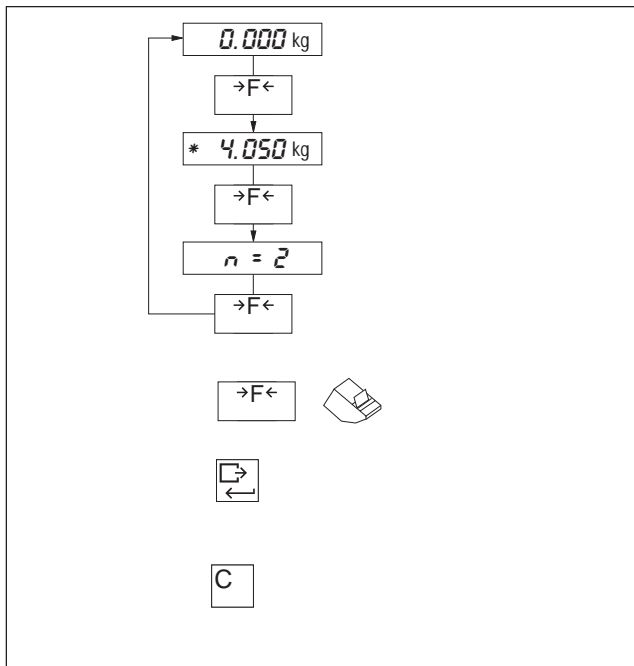 0.000 kg
→F←
* 4.050 kg
→F←
n = 2
→F←
→F←
C